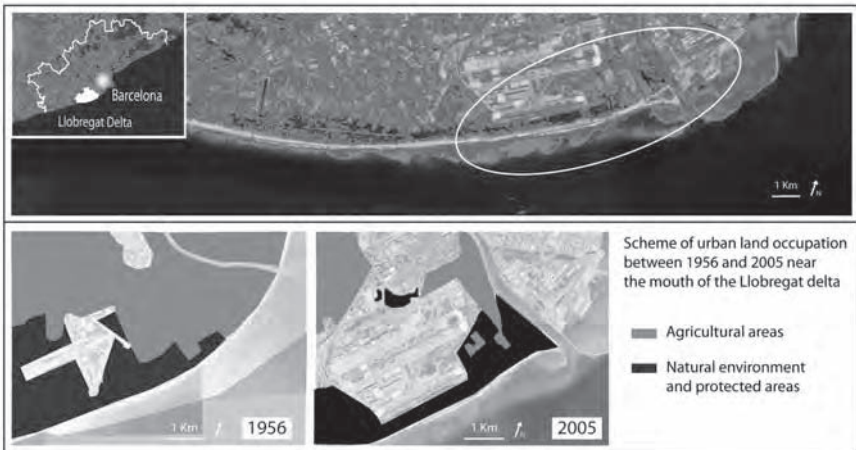 Barcelona
Llobregat Delta
1 Km
N
1 Km
1956
1 Km
N
2005
Scheme of urban land occupation
between 1956 and 2005 near
the mouth of the Llobregat delta
Agricultural areas
Natural environment
and protected areas